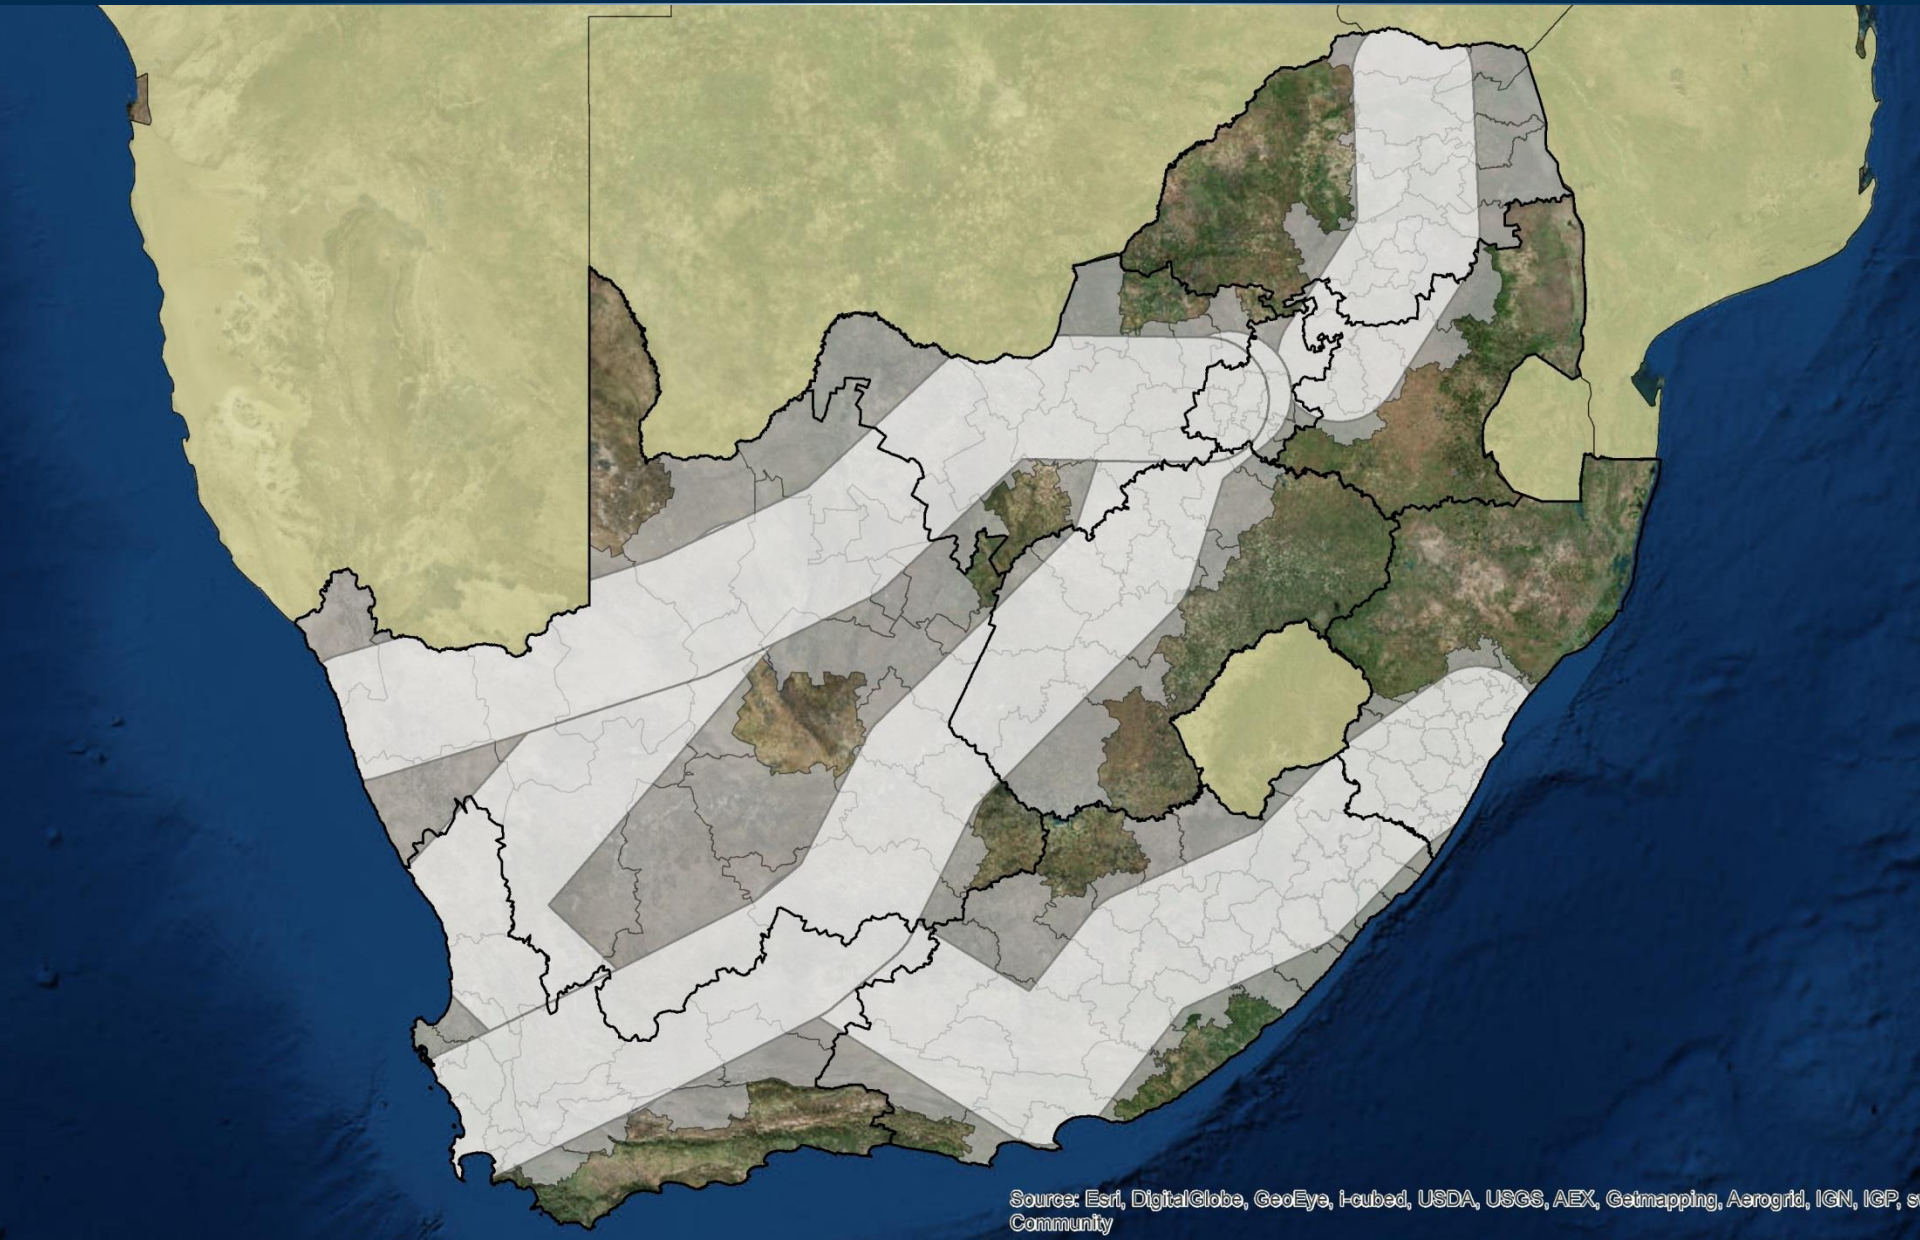 Source: Esri, DigitalGlobe, GeoEye, i-cubed, USDA, USGS, AEX, Getmapping, Aerogrid, IGN, IGP,
Community